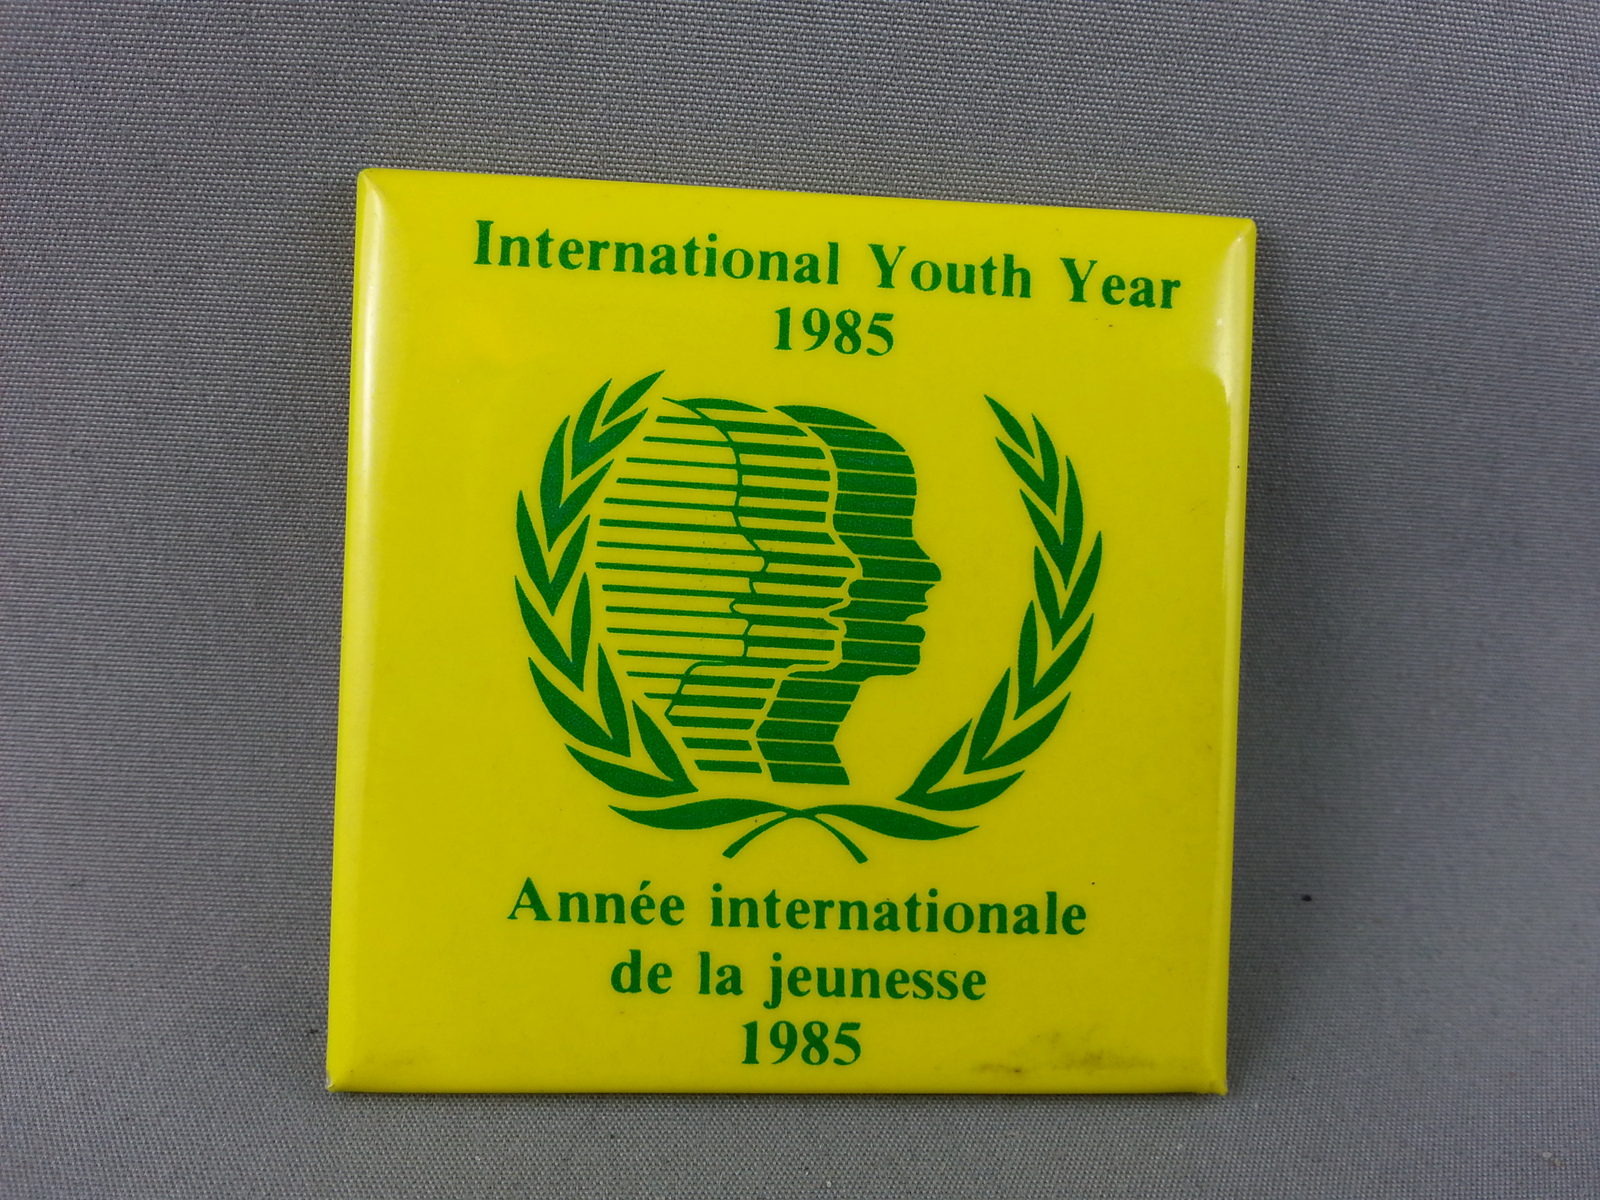 International Youth Year
1985
Année internationale
de la jeunesse
1985